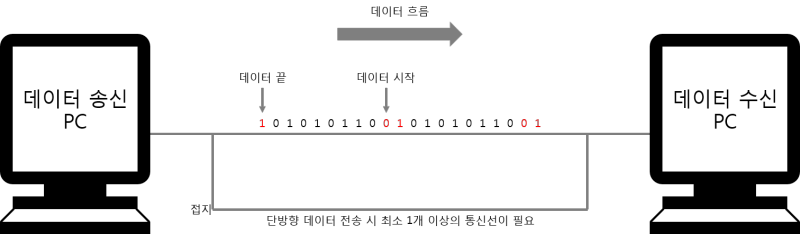 데이터 흐름
데이터 끝
데이터 시작
데이터 송신
PC
1 0 1 0 1 0 1 1 0 0 1 0 1 0 1 0 1 1 0 0 1
데이터 수신
PC
접지
단방향 데이터 전송 시 최소 1개 이상의 통신선이 필요